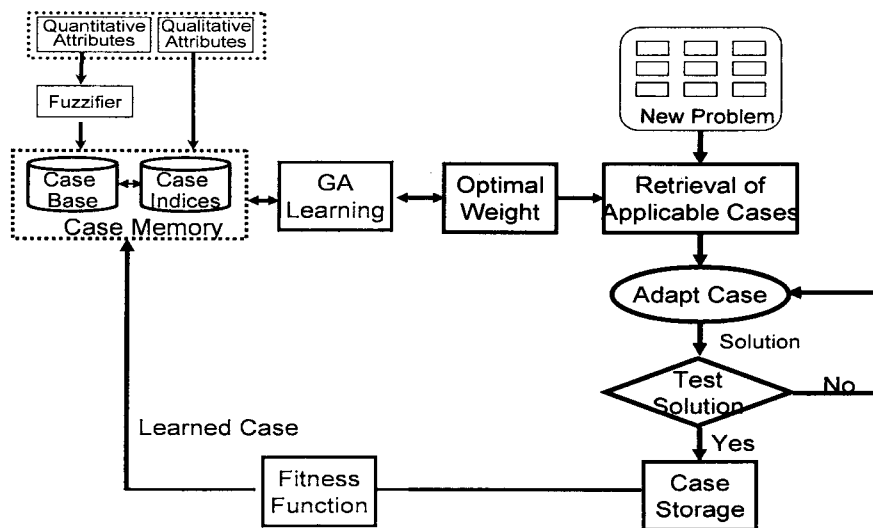 Quantitative
Attributes
Qualitative
Attributes
Fuzzifier
Case
Base
Case
Indices
Case Memory
GA
Learning
Optimal
Weight
New Problem
Retrieval of
Applicable Cases
Adapt Case
Solution
Test
Solution
No
Yes
Case
Storage
Fitness
Function
Learned Case